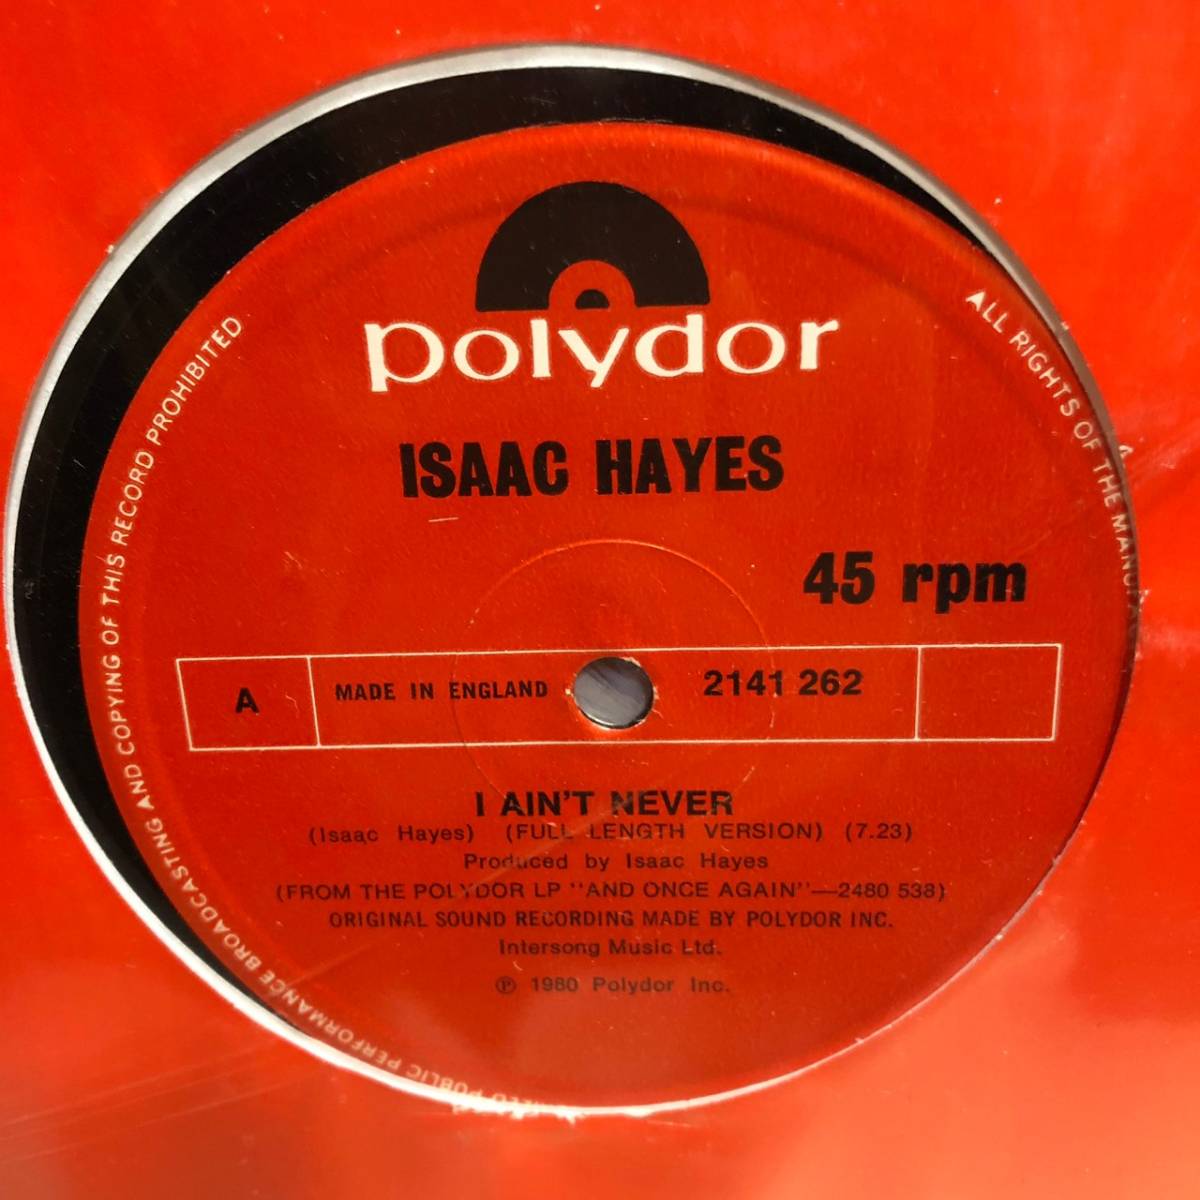 polydor
ISAAC HAYES
45 rpm
A
MADE IN ENGLAND
2141 262
I AIN'T NEVER
(Isaac Hayes) (FULL LENGTH VERSION) (7.23)
Produced by Isaac Hayes
(FROM THE POLYDOR LP "AND ONCE AGAIN"—2480 538)
ORIGINAL SOUND RECORDING MADE BY POLYDOR INC.
Intersong Music Ltd.
℗ 1980 Polydor Inc.
ALL RIGHTS OF THE
PUBLIC PERFORMANCE BROADCASTING AND COPYING OF THIS RECORD PROHIBITED